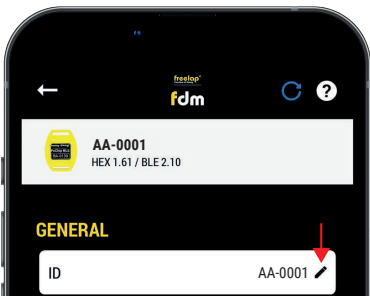 freelap
fdm
?
AA-0001
HEX 1.61 / BLE 2.10
GENERAL
ID AA-0001